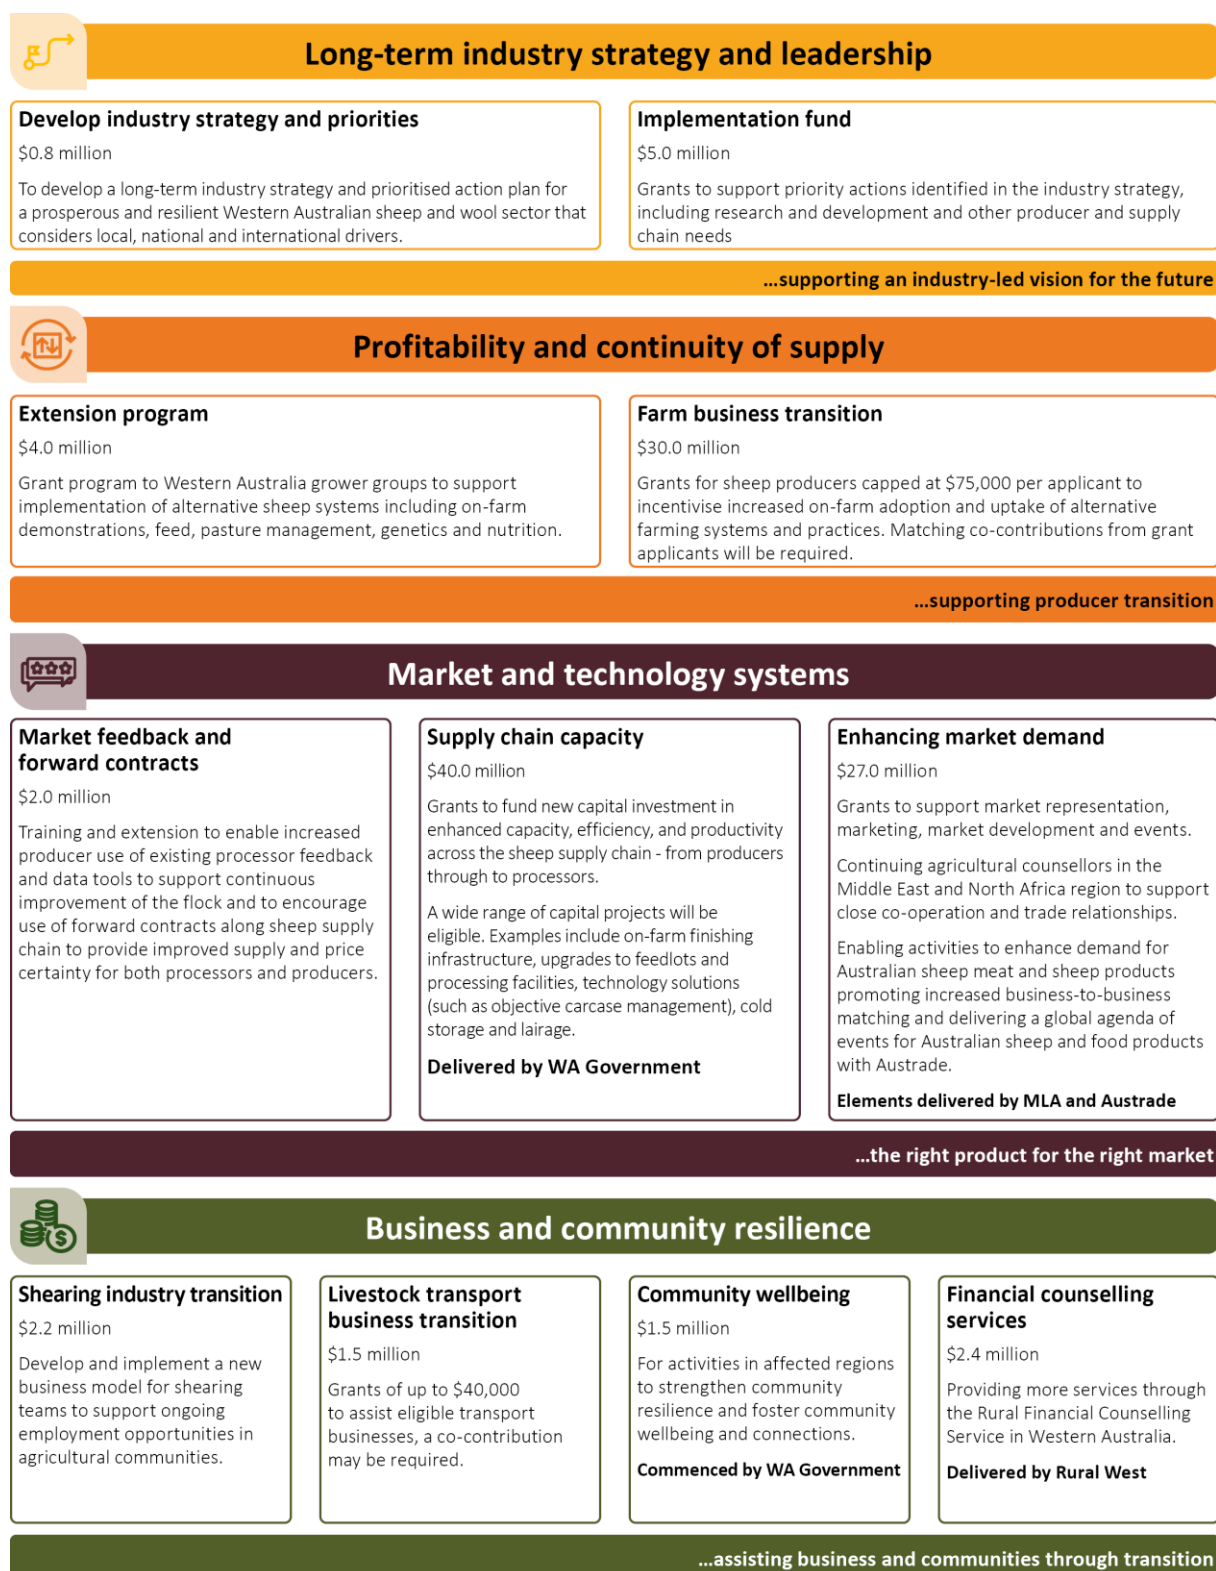 Long-term industry strategy and leadership
Develop industry strategy and priorities
$0.8 million
To develop a long-term industry strategy and prioritised action plan for
a prosperous and resilient Western Australian sheep and wool sector that
considers local, national and international drivers.
Implementation fund
$5.0 million
Grants to support priority actions identified in the industry strategy,
including research and development and other producer and supply
chain needs
...supporting an industry-led vision for the future
Profitability and continuity of supply
Extension program
$4.0 million
Grant program to Western Australia grower groups to support
implementation of alternative sheep systems including on-farm
demonstrations, feed, pasture management, genetics and nutrition.
Farm business transition
$30.0 million
Grants for sheep producers capped at $75,000 per applicant to
incentivise increased on-farm adoption and uptake of alternative
farming systems and practices. Matching co-contributions from grant
applicants will be required.
...supporting producer transition
Market and technology systems
Market feedback and
forward contracts
$2.0 million
Training and extension to enable increased
producer use of existing processor feedback
and data tools to support continuous
improvement of the flock and to encourage
use of forward contracts along sheep supply
chain to provide improved supply and price
certainty for both processors and producers.
Supply chain capacity
$40.0 million
Grants to fund new capital investment in
enhanced capacity, efficiency, and productivity
across the sheep supply chain - from producers
through to processors.
A wide range of capital projects will be
eligible. Examples include on-farm finishing
infrastructure, upgrades to feedlots and
processing facilities, technology solutions
(such as objective carcase management), cold
storage and lairage.
Delivered by WA Government
Enhancing market demand
$27.0 million
Grants to support market representation,
marketing, market development and events.
Continuing agricultural counsellors in the
Middle East and North Africa region to support
close co-operation and trade relationships.
Enabling activities to enhance demand for
Australian sheep meat and sheep products
promoting increased business-to-business
matching and delivering a global agenda of
events for Australian sheep and food products
with Austrade.
Elements delivered by MLA and Austrade
...the right product for the right market
Business and community resilience
Shearing industry transition
$2.2 million
Develop and implement a new
business model for shearing
teams to support ongoing
employment opportunities in
agricultural communities.
Livestock transport
business transition
$1.5 million
Grants of up to $40,000
to assist eligible transport
businesses, a co-contribution
may be required.
Community wellbeing
$1.5 million
For activities in affected regions
to strengthen community
resilience and foster community
wellbeing and connections.
Commenced by WA Government
Financial counselling
services
$2.4 million
Providing more services through
the Rural Financial Counselling
Service in Western Australia.
Delivered by Rural West
...assisting business and communities through transition